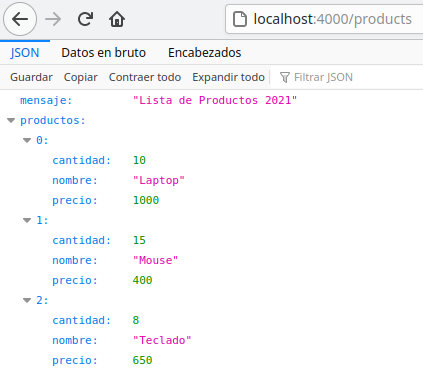 localhost:4000/products
JSON Datos en bruto Encabezados
Guardar Copiar Contraer todo Expandir todo Filtrar JSON
mensaje: "Lista de Productos 2021"
productos:
0:
cantidad: 10
nombre: "Laptop"
precio: 1000
1:
cantidad: 15
nombre: "Mouse"
precio: 400
2:
cantidad: 8
nombre: "Teclado"
precio: 650